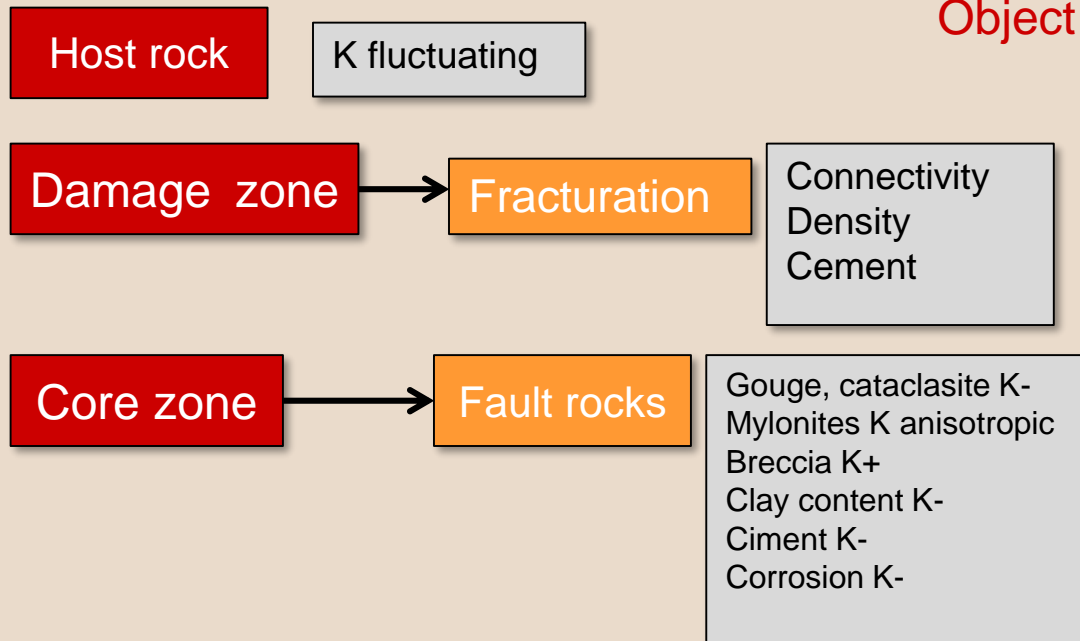 Object
Host rock
K fluctuating
Damage zone
Fracturation
Connectivity
Density
Cement
Core zone
Fault rocks
Gouge, cataclasite K-
Mylonites K anisotropic
Breccia K+
Clay content K-
Ciment K-
Corrosion K-